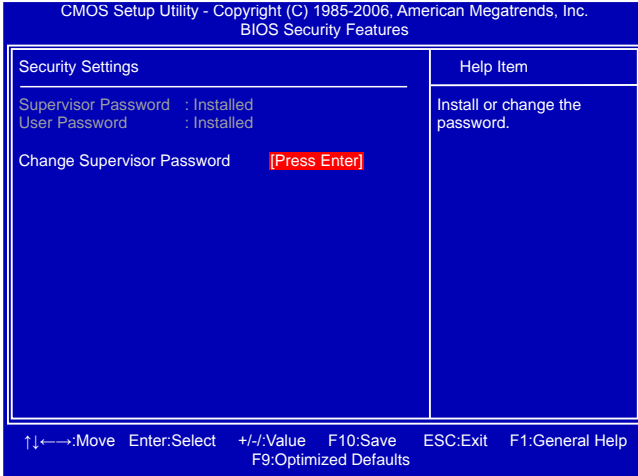 CMOS Setup Utility - Copyright (C) 1985-2006, American Megatrends, Inc.
BIOS Security Features
Security Settings
Help Item
Supervisor Password : Installed
User Password : Installed
Install or change the
password.
Change Supervisor Password [Press Enter]
↑↓←→:Move Enter:Select +/-/:Value F10:Save ESC:Exit F1:General Help
F9:Optimized Defaults